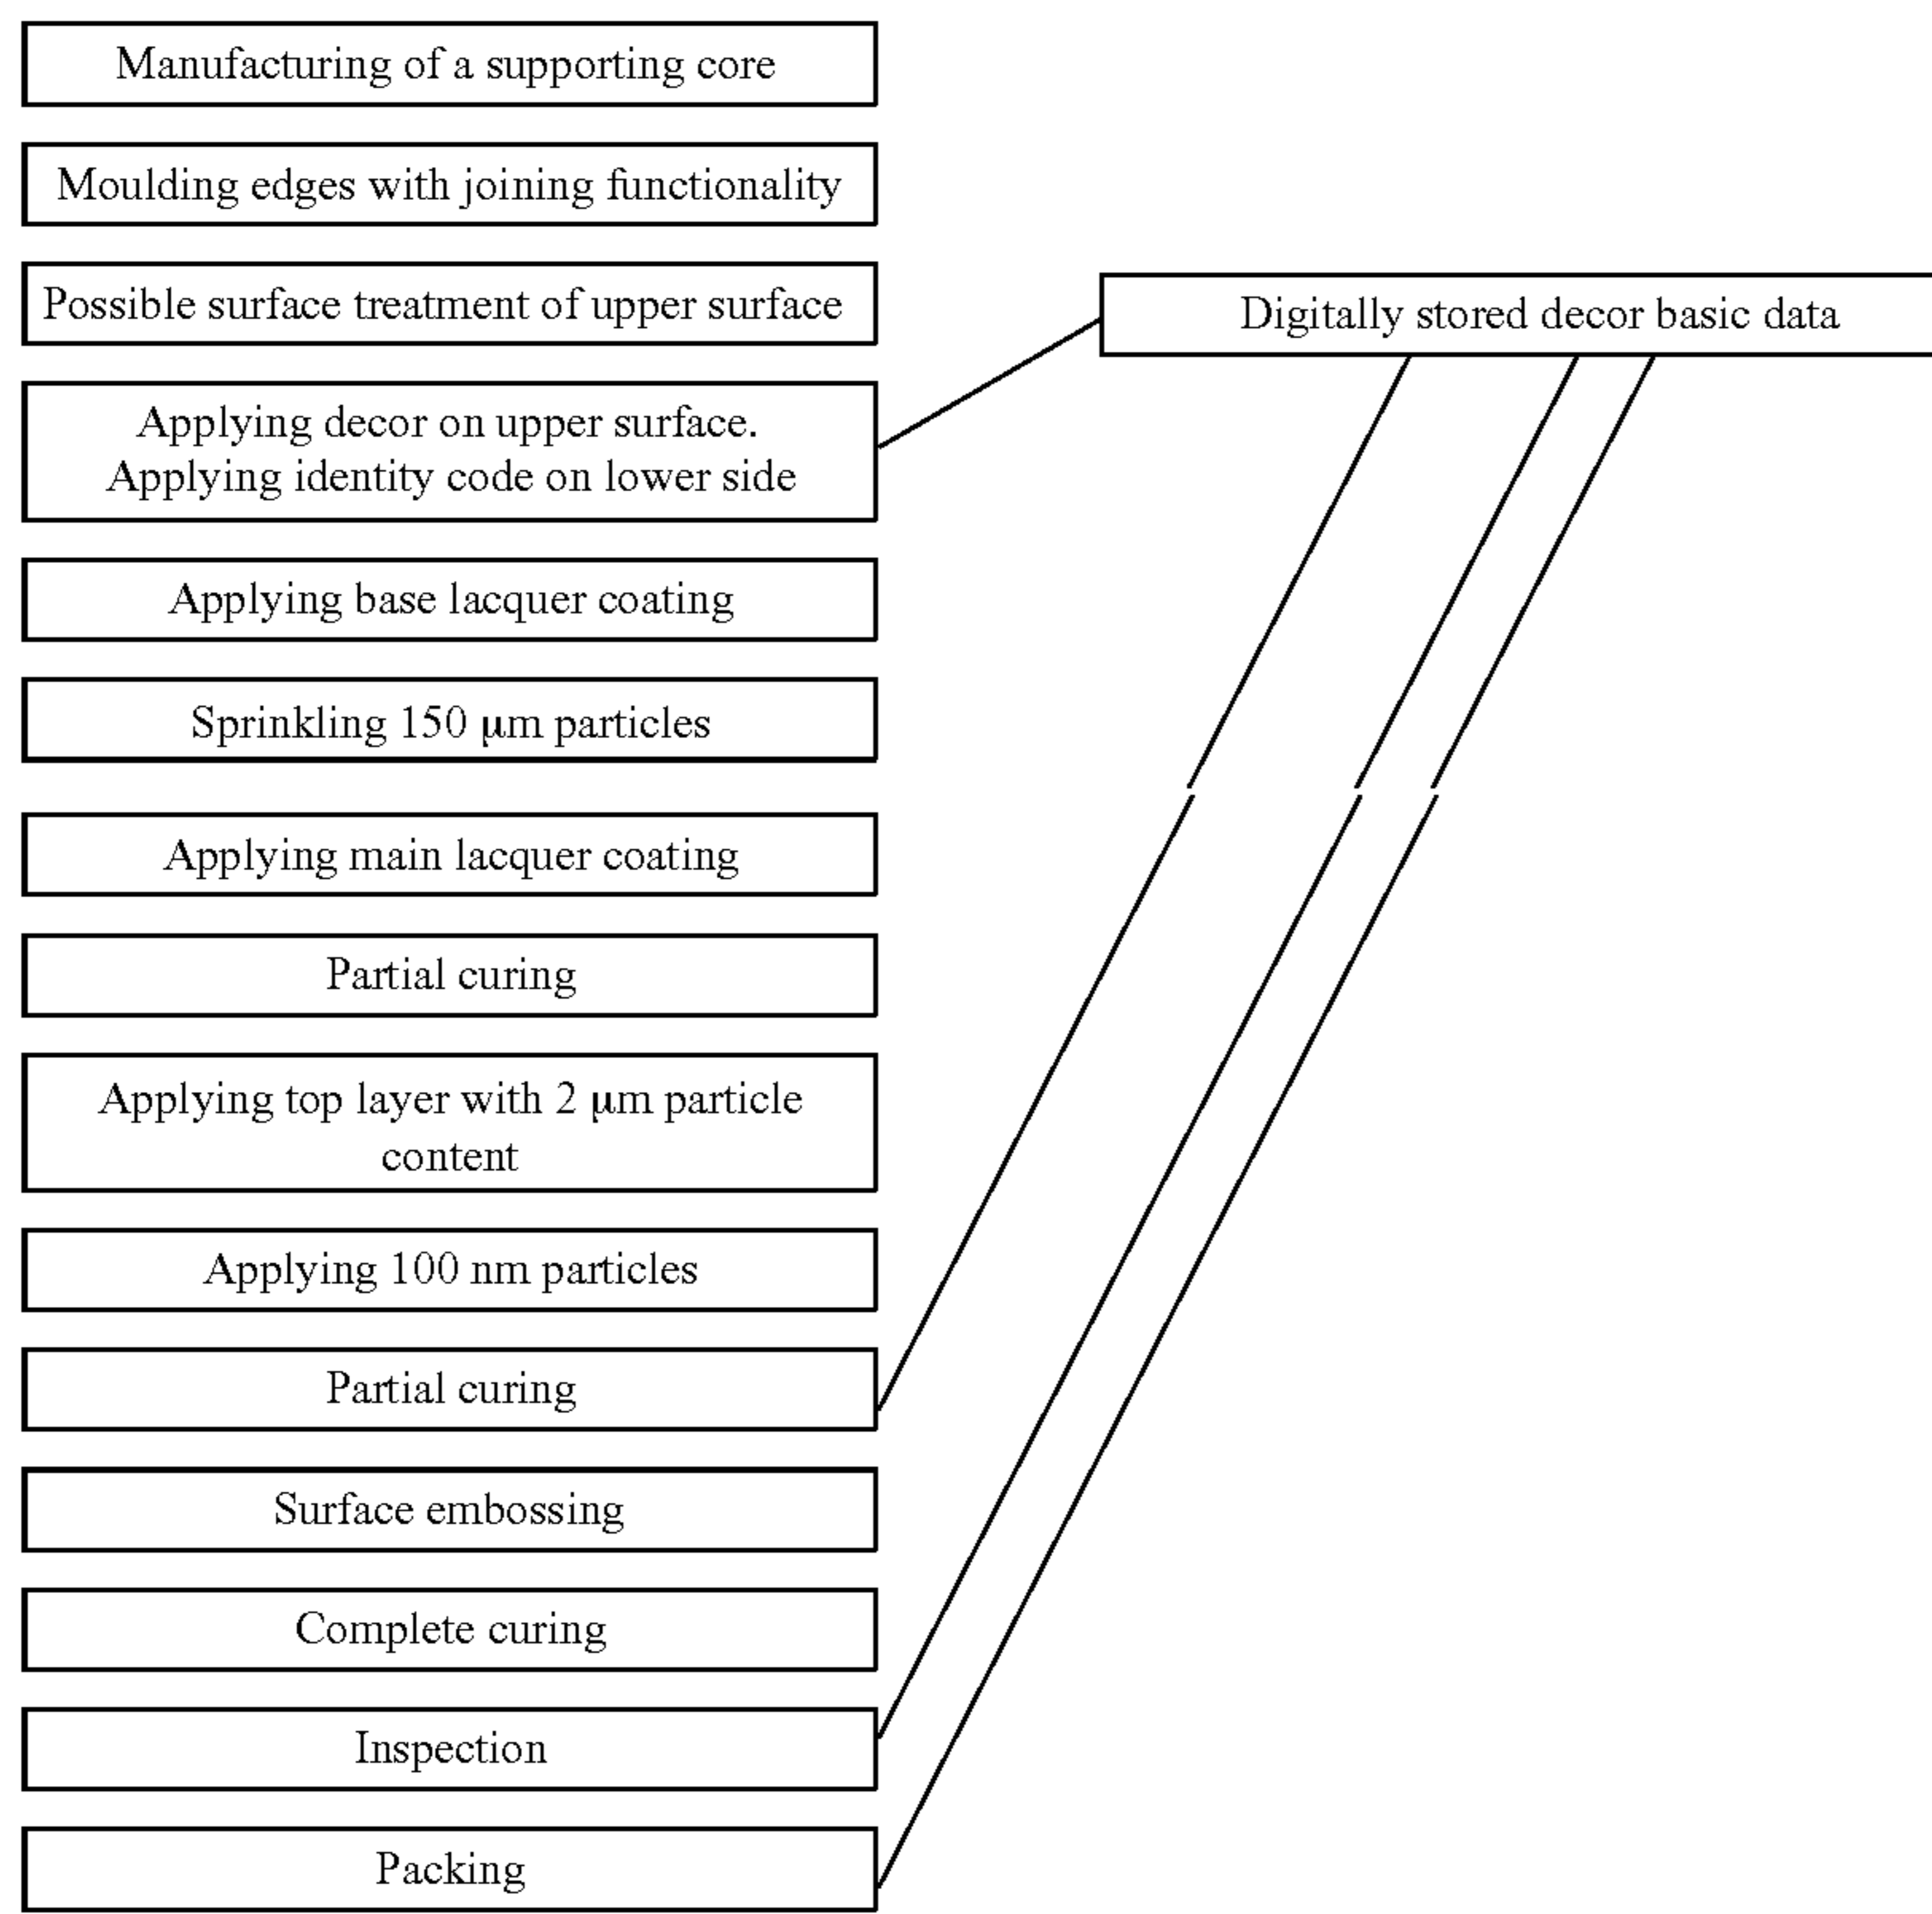 Manufacturing of a supporting core
Moulding edges with joining functionality
Possible surface treatment of upper surface
Digitally stored decor basic data
Applying decor on upper surface.
Applying identity code on lower side
Applying base lacquer coating
Sprinkling 150 μm particles
Applying main lacquer coating
Partial curing
Applying top layer with 2 μm particle
content
Applying 100 nm particles
Partial curing
Surface embossing
Complete curing
Inspection
Packing